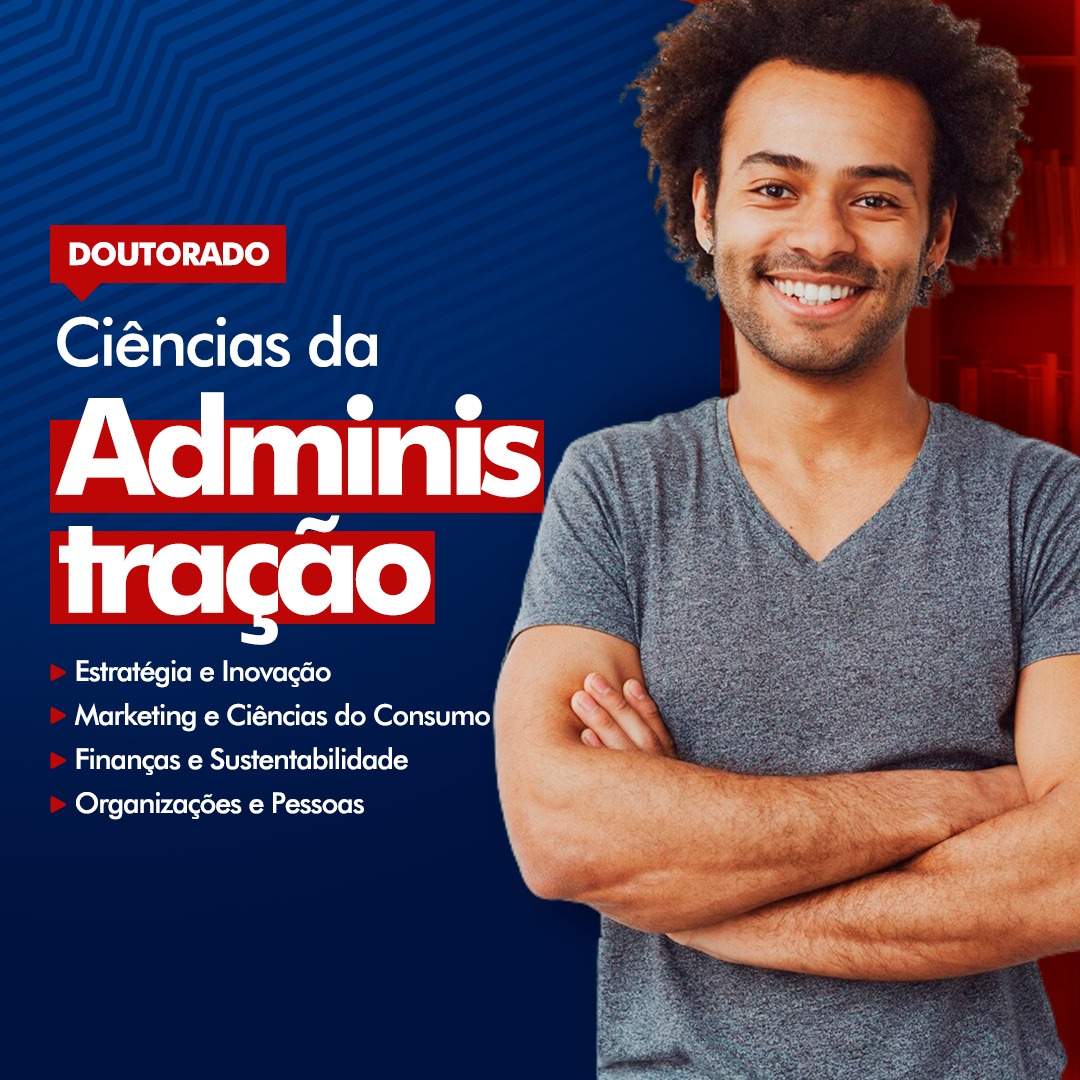 DOUTORADO
Ciências da
Adminis
tração
Estratégia e Inovação
Marketing e Ciências do Consumo
Finanças e Sustentabilidade
Organizações e Pessoas